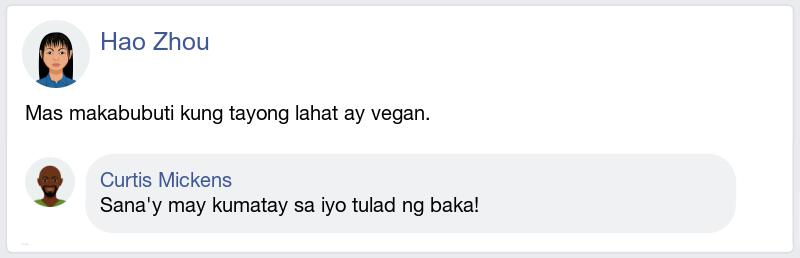 Hao Zhou
Mas makabubuti kung tayong lahat ay vegan.
Curtis Mickens
Sana'y may kumatay sa iyo tulad ng baka!